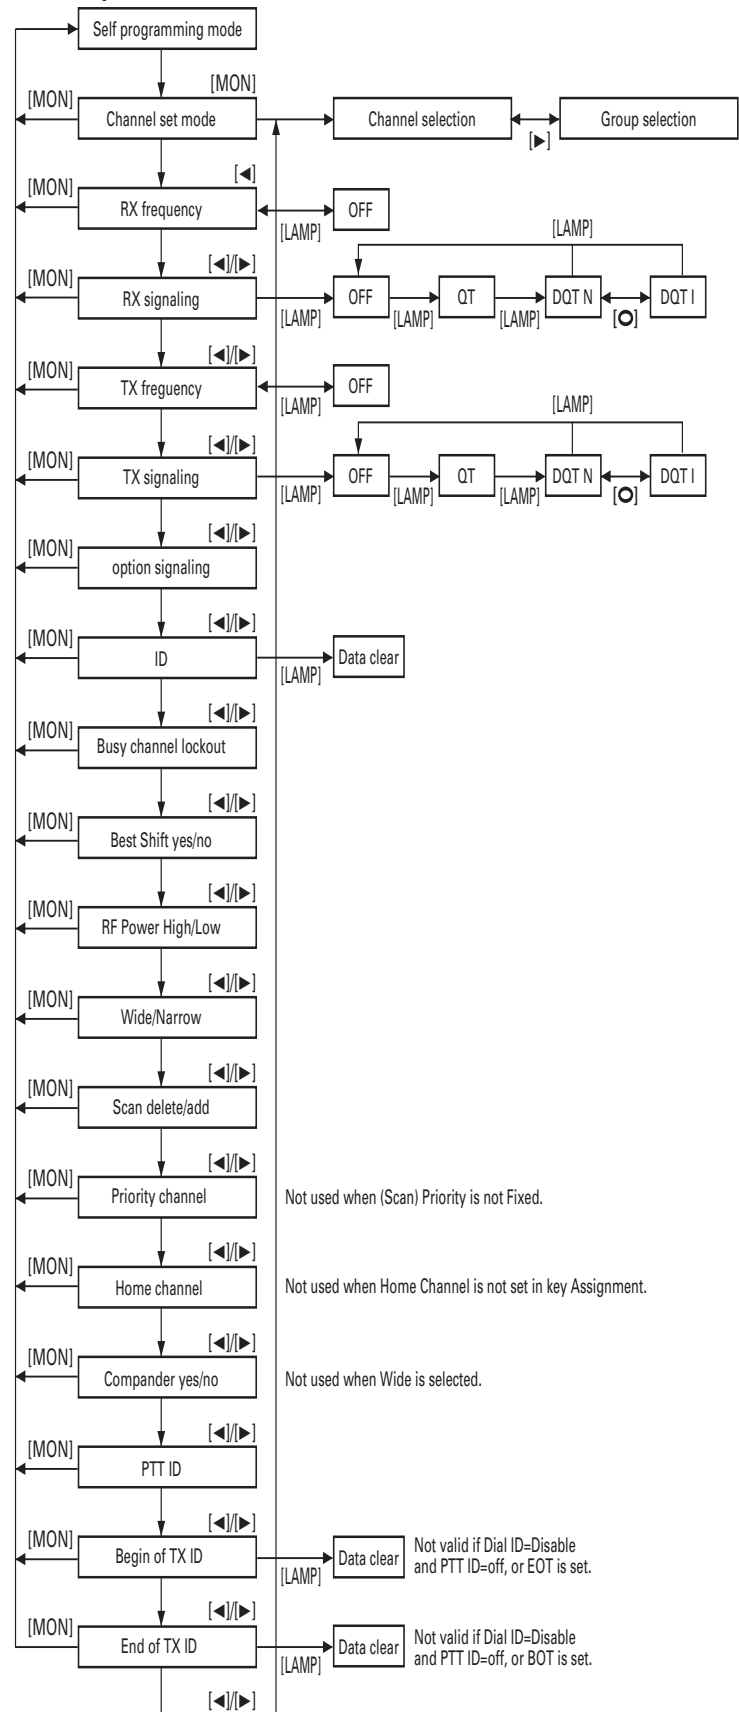 Self programming mode
[MON]
[MON]
Channel set mode
Channel selection
Group selection
[▶]
[◀]
[MON]
RX frequency
OFF
[LAMP]
[LAMP]
[◀]/[▶]
[MON]
RX signaling
OFF
QT
DQT N
DQT I
[LAMP]
[LAMP]
[LAMP]
[O]
[◀]/[▶]
[MON]
TX freguency
OFF
[LAMP]
[LAMP]
[◀]/[▶]
[MON]
TX signaling
OFF
QT
DQT N
DQT I
[LAMP]
[LAMP]
[LAMP]
[O]
[◀]/[▶]
[MON]
option signaling
[◀]/[▶]
[MON]
ID
Data clear
[LAMP]
[◀]/[▶]
[MON]
Busy channel lockout
[◀]/[▶]
[MON]
Best Shift yes/no
[◀]/[▶]
[MON]
RF Power High/Low
[◀]/[▶]
[MON]
Wide/Narrow
[◀]/[▶]
[MON]
Scan delete/add
[◀]/[▶]
[MON]
Priority channel
Not used when (Scan) Priority is not Fixed.
[◀]/[▶]
[MON]
Home channel
Not used when Home Channel is not set in key Assignment.
[◀]/[▶]
[MON]
Compander yes/no
Not used when Wide is selected.
[◀]/[▶]
[MON]
PTT ID
[◀]/[▶]
[MON]
Begin of TX ID
Data clear
[LAMP]
Not valid if Dial ID=Disable
and PTT ID=off, or EOT is set.
[◀]/[▶]
[MON]
End of TX ID
Data clear
[LAMP]
Not valid if Dial ID=Disable
and PTT ID=off, or BOT is set.
[◀]/[▶]